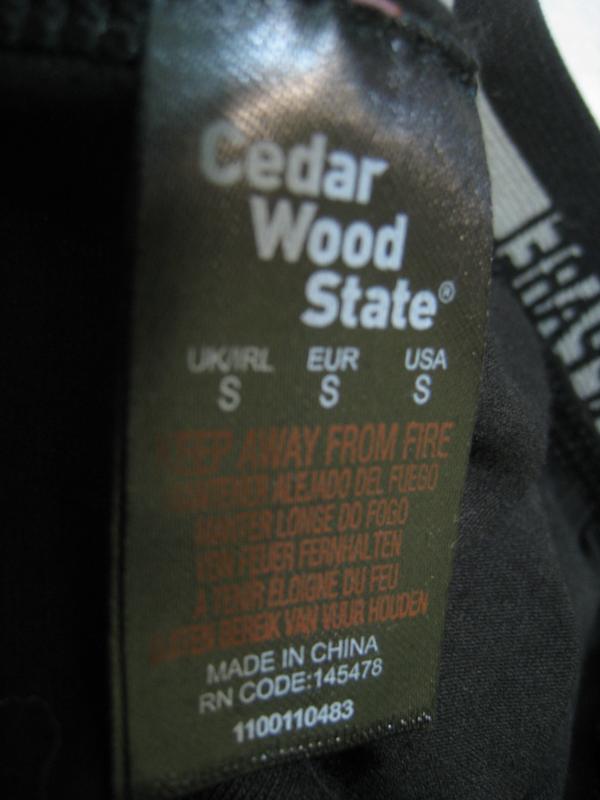 Cedar
Wood
State®
UK/IRL EUR USA
S S S
KEEP AWAY FROM FIRE
MANTENER ALEJADO DEL FUEGO
MANTER LONGE DO FOGO
VON FEUER FERNHALTEN
A TENIR ELOIGNE DU FEU
BUITEN BEREIK VAN VUUR HOUDEN
MADE IN CHINA
RN CODE:145478
1100110483